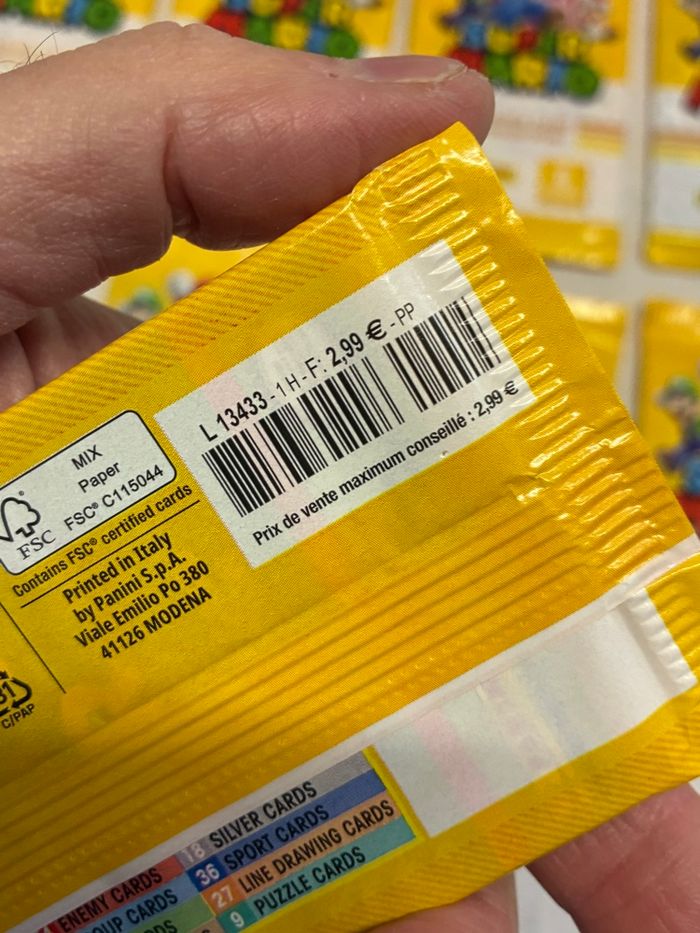 L 13433 - 1 H - F: 2,99 € - PP
Prix de vente maximum conseillé : 2,99 €
MIX
Paper
FSC® C115044
FSC
Contains FSC® certified cards
Printed in Italy
by Panini S.p.A.
Viale Emilio Po 380
41126 MODENA
C/PAP
18 SILVER CARDS
36 SPORT CARDS
27 LINE DRAWING CARDS
9 PUZZLE CARDS
ENEMY CARDS
CARDS